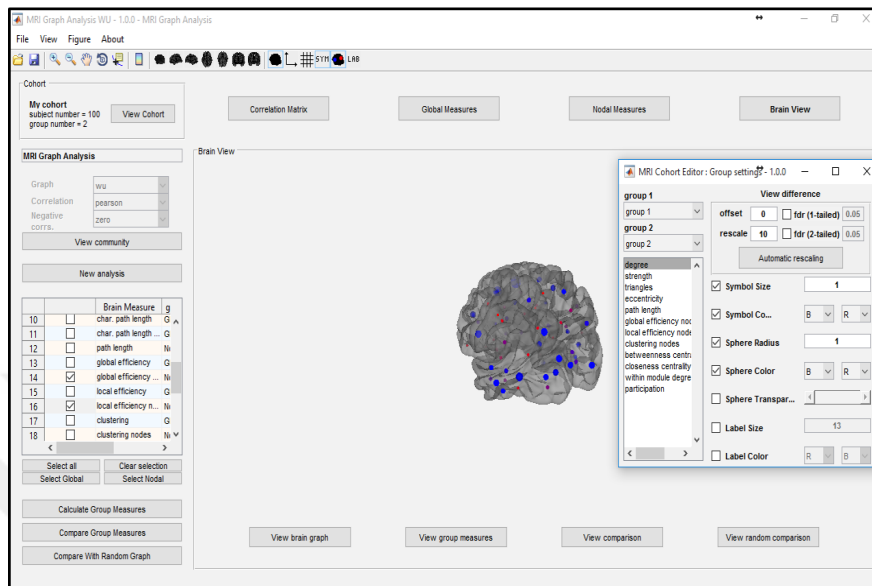 MRI Graph Analysis WU - 1.0.0 - MRI Graph Analysis
File View Figure About
SYM LAB
Cohort
My cohort
subject number = 100
group number = 2
View Cohort
Correlation Matrix
Global Measures
Nodal Measures
Brain View
MRI Graph Analysis
Graph wu
Correlation pearson
Negative corrs. zero
View community
New analysis
Brain Measure g
10 char. path length G
11 char. path length ... G
12 path length
13 global efficiency G
14 global efficiency ...
15 local efficiency G
16 local efficiency n...
17 clustering G
18 clustering nodes
Select all
Clear selection
Select Global
Select Nodal
Calculate Group Measures
Compare Group Measures
Compare With Random Graph
Brain View
View brain graph
View group measures
View comparison
View random comparison
MRI Cohort Editor : Group settings - 1.0.0
group 1
group 1
group 2
group 2
degree
strength
triangles
eccentricity
path length
global efficiency noc
local efficiency node
clustering nodes
betweenness centra
closeness centrality
within module degre
participation
View difference
offset 0 fdr (1-tailed) 0.05
rescale 10 fdr (2-tailed) 0.05
Automatic rescaling
Symbol Size 1
Symbol Co... B R
Sphere Radius 1
Sphere Color B R
Sphere Transpar...
Label Size 13
Label Color R B